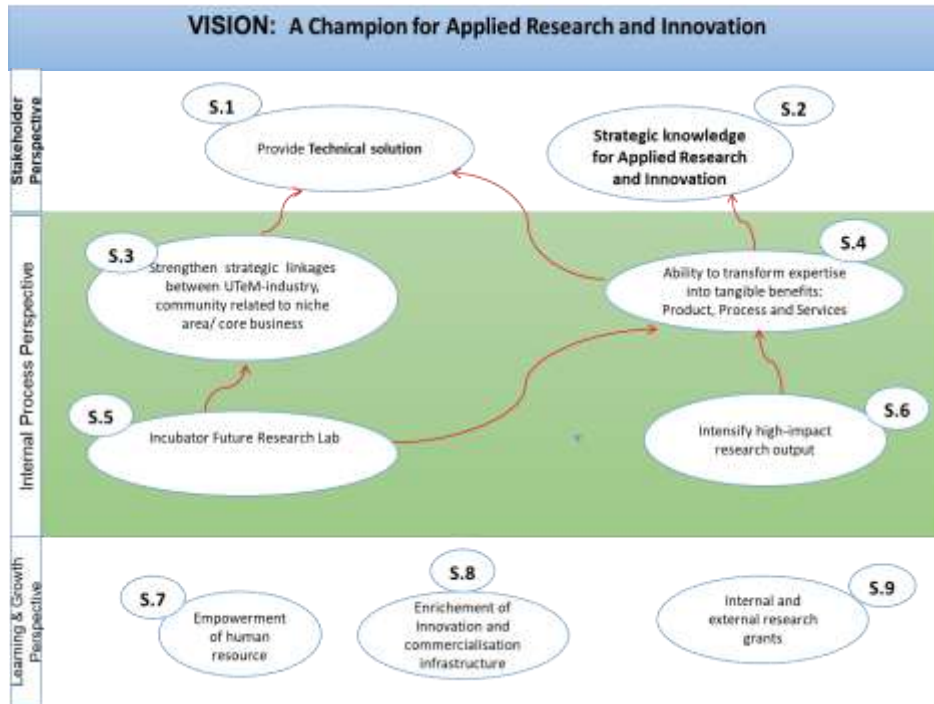 VISION: A Champion for Applied Research and Innovation
Stakeholder
Perspective
S.1
Provide Technical solution
S.2
Strategic knowledge
for Applied Research
and Innovation
Internal Process Perspective
S.3
Strengthen strategic linkages
between UTeM-industry,
community related to niche
area/ core business
S.4
Ability to transform expertise
into tangible benefits:
Product, Process and Services
S.5
Incubator Future Research Lab
S.6
Intensify high-impact
research output
Learning & Growth
Perspective
S.7
Empowerment
of human
resource
S.8
Enrichement of
Innovation and
commercialisation
infrastructure
S.9
Internal and
external research
grants